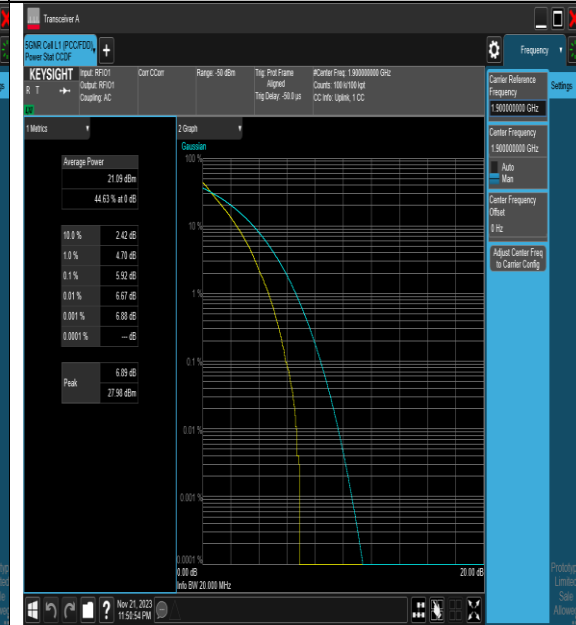 Transceiver A
5GNR Cell L1 (PCC/FDD),
Power Stat CCDF
Frequency
KEYSIGHT
R T
Input: RFIO1
Output: RFIO1
Coupling: AC
Corr CCorr
Range: -50 dBm
Trig: Prot Frame
Aligned
Trig Delay: -50.0 µs
#Center Freq: 1.900000000 GHz
Counts: 100 k/100 kpt
CC Info: Uplink, 1 CC
Carrier Reference
Frequency
1.900000000 GHz
Settings
Center Frequency
1.900000000 GHz
Auto
Man
Center Frequency
Offset
0 Hz
Adjust Center Freq
to Carrier Config
1 Metrics
Average Power
21.09 dBm
44.63 % at 0 dB
10.0 % 2.42 dB
1.0 % 4.70 dB
0.1 % 5.92 dB
0.01 % 6.67 dB
0.001 % 6.88 dB
0.0001 % --- dB
Peak
6.89 dB
27.98 dBm
2 Graph
Gaussian
100 %
10 %
1 %
0.1 %
0.01 %
0.001 %
0.0001 %
0.00 dB
20.00 dB
Info BW 20.000 MHz
Nov 21, 2023
11:50:54 PM
?
Sale